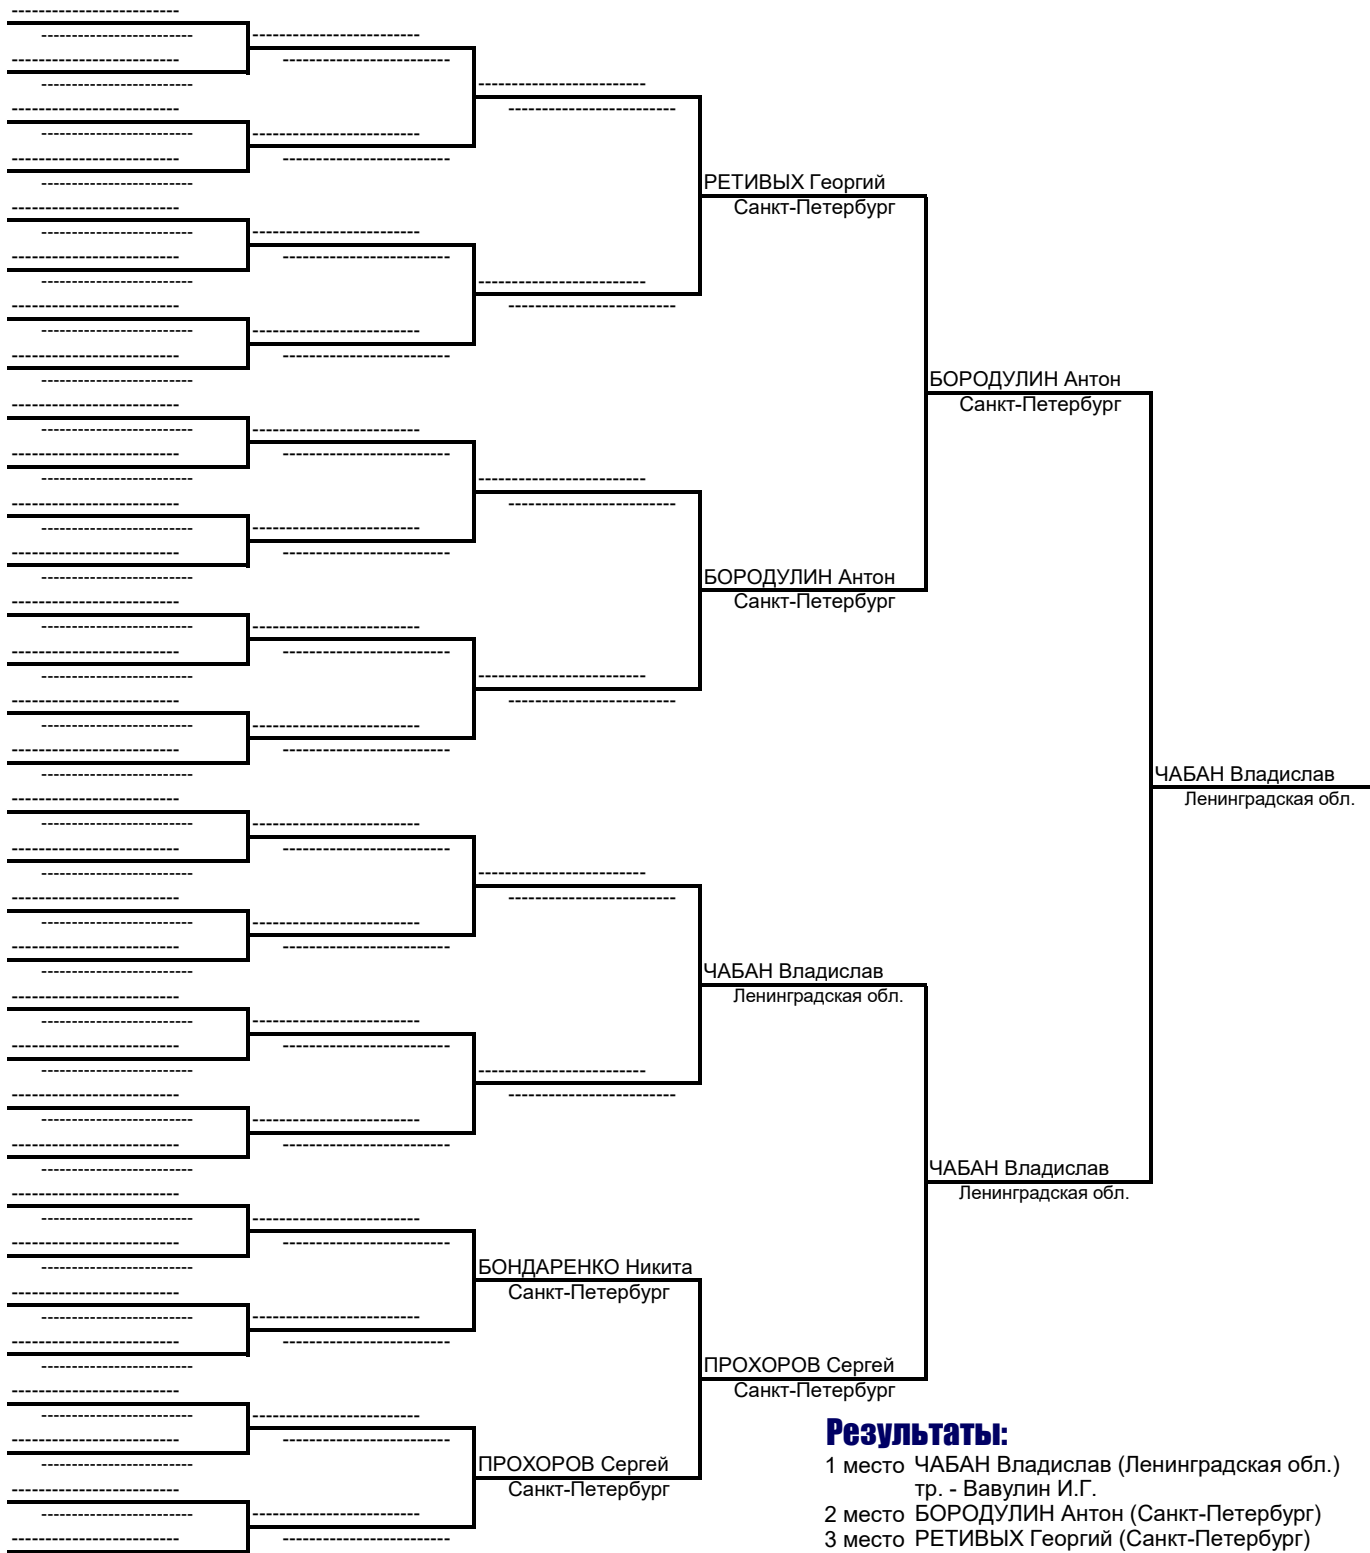 РЕТИВЫХ Георгий
Санкт-Петербург
БОРОДУЛИН Антон
Санкт-Петербург
БОРОДУЛИН Антон
Санкт-Петербург
ЧАБАН Владислав
Ленинградская обл.
ЧАБАН Владислав
Ленинградская обл.
ЧАБАН Владислав
Ленинградская обл.
БОНДАРЕНКО Никита
Санкт-Петербург
ПРОХОРОВ Сергей
Санкт-Петербург
ПРОХОРОВ Сергей
Санкт-Петербург
Результаты:
1 место ЧАБАН Владислав (Ленинградская обл.)
тр. - Вавулин И.Г.
2 место БОРОДУЛИН Антон (Санкт-Петербург)
3 место РЕТИВЫХ Георгий (Санкт-Петербург)